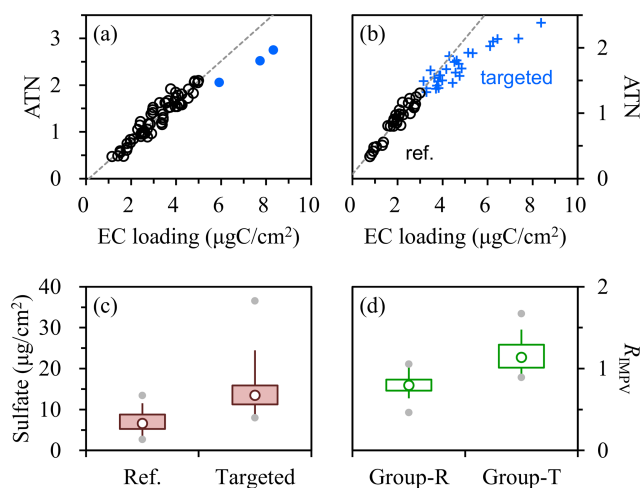 (a)
ATN
3
2
1
0
0 2 4 6 8 10
EC loading (μgC/cm²)
(b)
targeted
ref.
ATN
2
1
0
0 2 4 6 8 10
EC loading (μgC/cm²)
(c)
Sulfate (μg/cm²)
40
30
20
10
0
Ref. Targeted
(d)
R_IMPV
2
1
0
Group-R Group-T